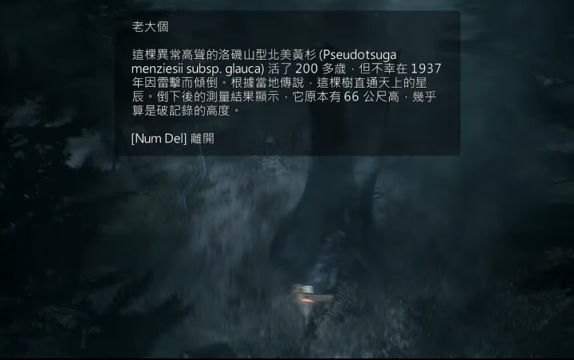 老大個
這棵異常高聳的洛磯山型北美黃杉 (Pseudotsuga
menziesii subsp. glauca) 活了 200 多歲，但不幸在 1937
年因雷擊而傾倒。根據當地傳說，這棵樹直通天上的星
辰。倒下後的測量結果顯示，它原本有 66 公尺高，幾乎
算是破記錄的高度。
[Num Del] 離開